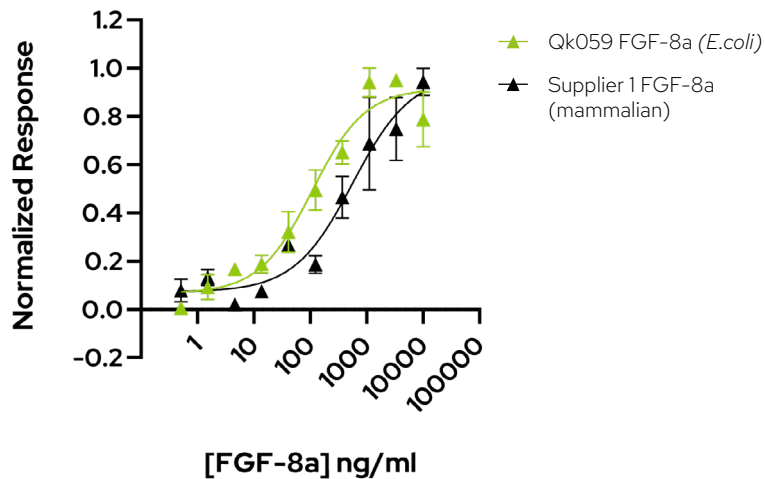 1.2
1.0
0.8
0.6
0.4
0.2
0.0
-0.2
Normalized Response
1
10
100
1000
10000
100000
[FGF-8a] ng/ml
Qk059 FGF-8a (E.coli)
Supplier 1 FGF-8a
(mammalian)